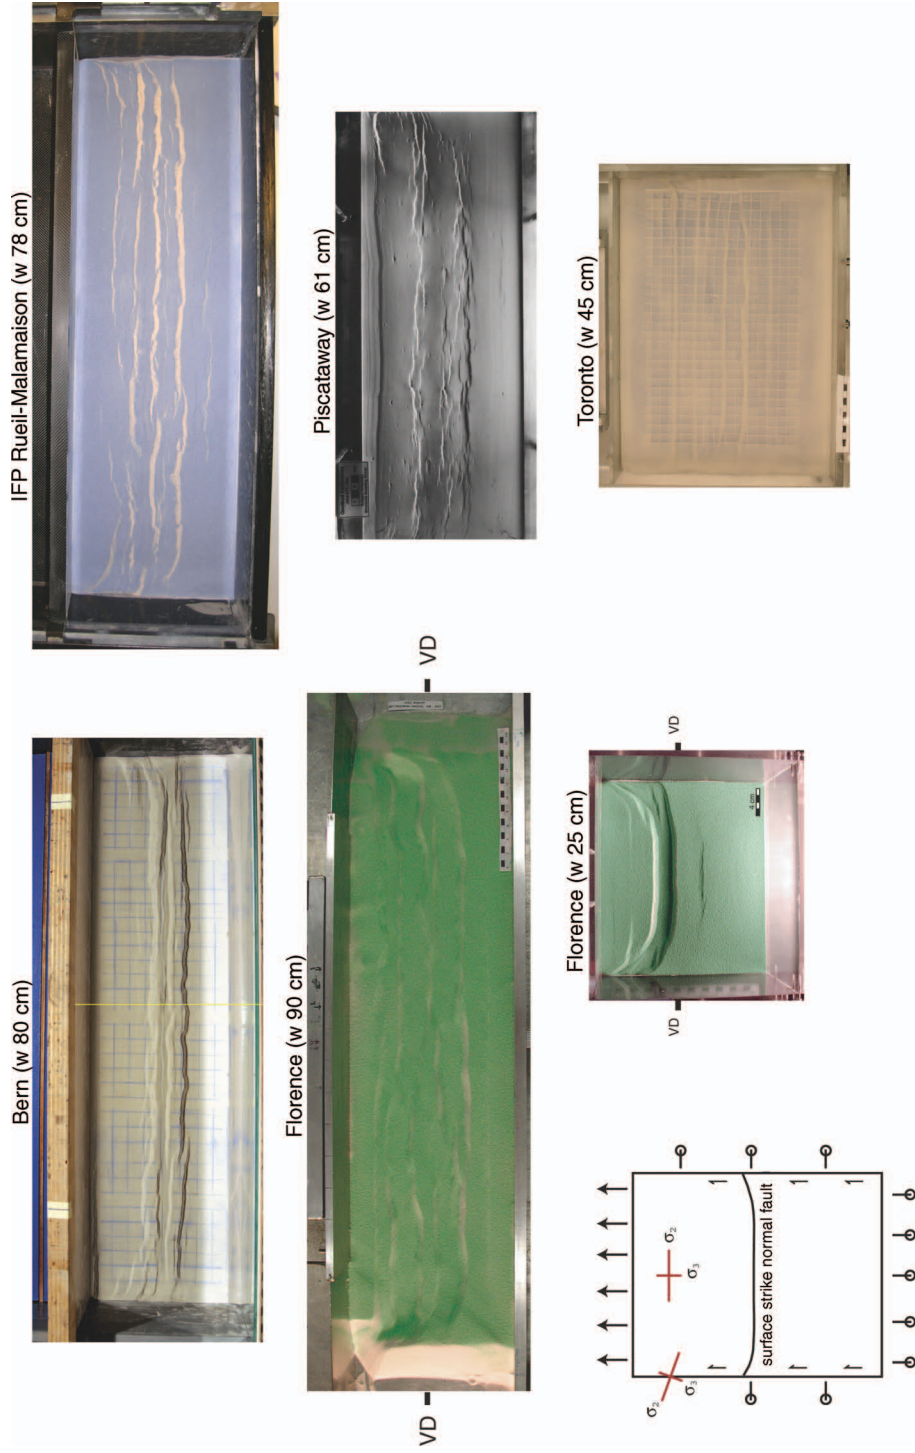 IFP Rueil-Malamaison (w 78 cm)
Piscataway (w 61 cm)
Toronto (w 45 cm)
Bern (w 80 cm)
Florence (w 90 cm)
VD
VD
Florence (w 25 cm)
VD
VD
4 cm
σ2
σ3
σ2
σ3
surface strike normal fault